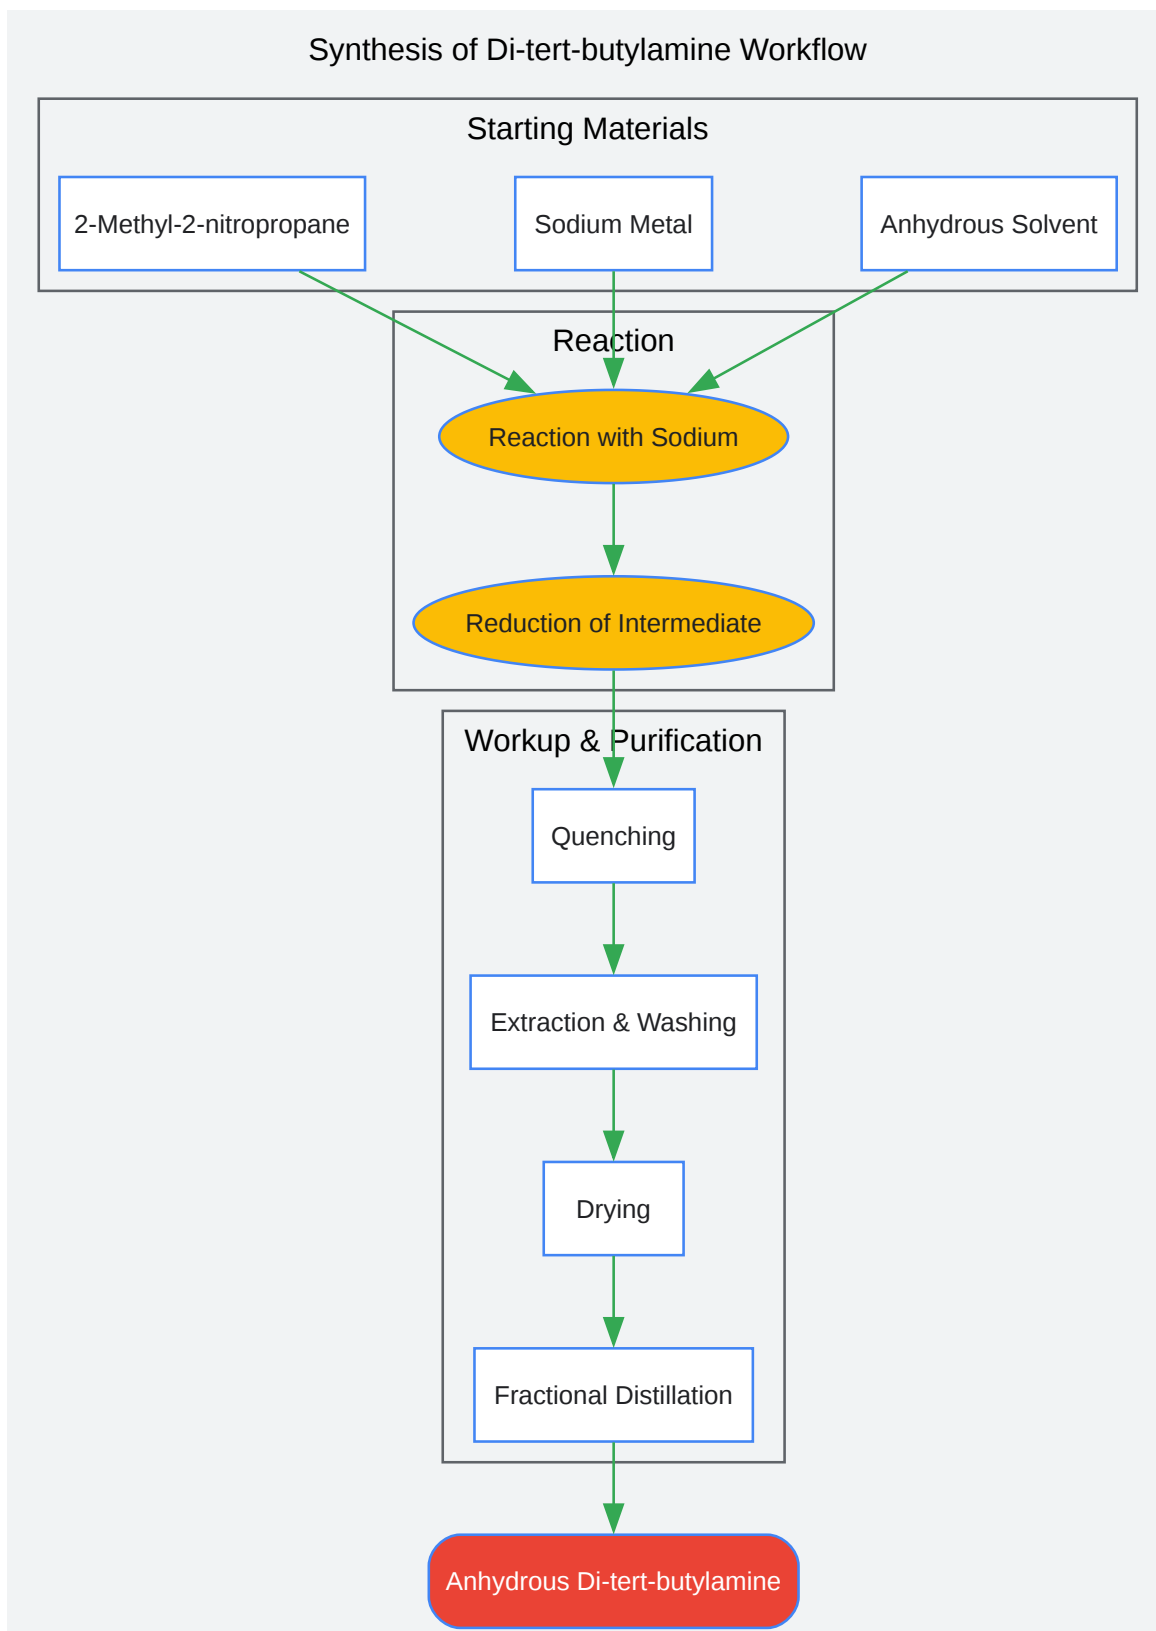 Synthesis of Di-tert-butylamine Workflow
Starting Materials
2-Methyl-2-nitropropane
Sodium Metal
Anhydrous Solvent
Reaction
Reaction with Sodium
Reduction of Intermediate
Workup & Purification
Quenching
Extraction & Washing
Drying
Fractional Distillation
Anhydrous Di-tert-butylamine